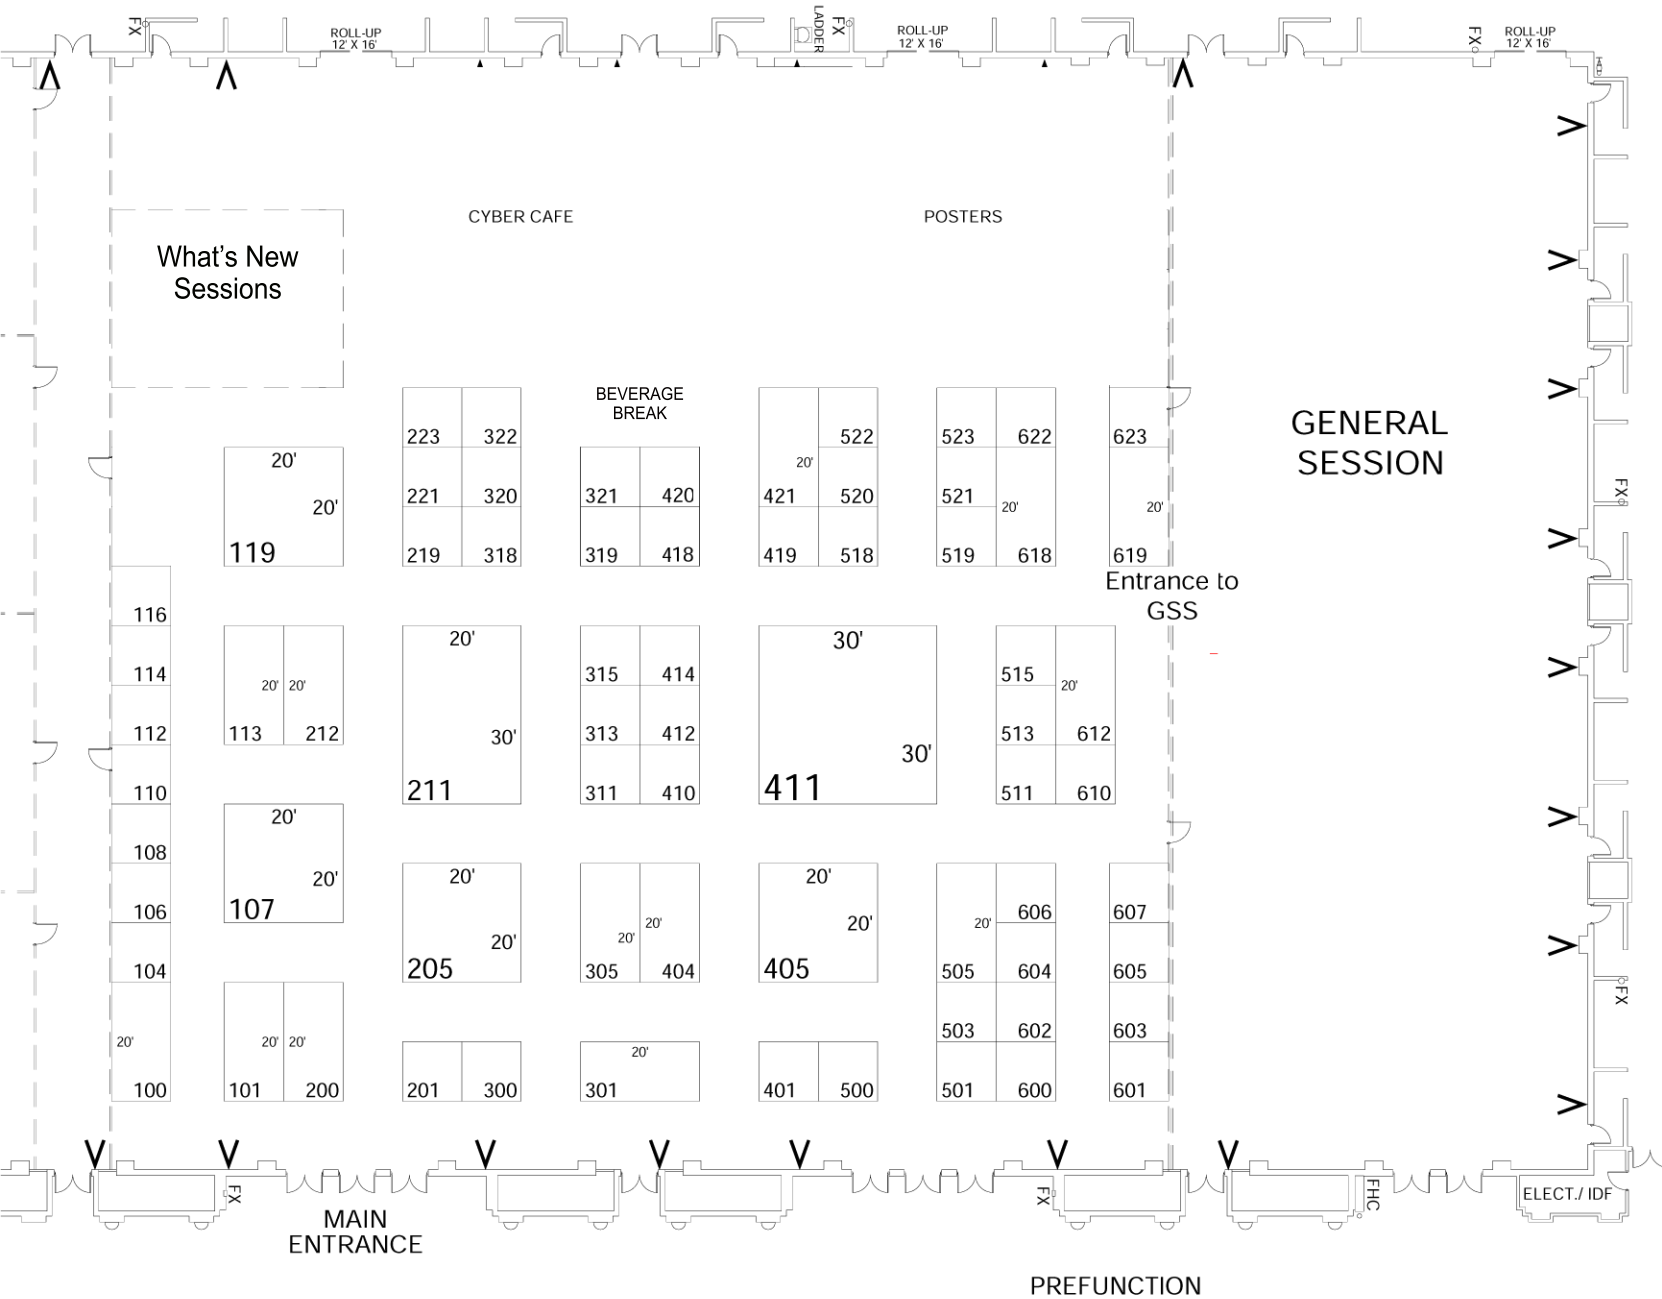 FX
ROLL-UP
12' X 16'
LADDER
FX
ROLL-UP
12' X 16'
FX
ROLL-UP
12' X 16'
CYBER CAFE
POSTERS
What's New
Sessions
BEVERAGE
BREAK
GENERAL
SESSION
223 322
522
523 622
623
20'
20'
119
221 320
321 420
20'
421 520
521
20'
20'
FX
219 318
319 418
419 518
519 618
619
Entrance to
GSS
116
114
112
110
108
106
104
20'
100
20' 20'
113 212
20'
30'
211
315 414
313 412
311 410
30'
30'
411
515
20'
513 612
511 610
20'
20'
107
20'
20'
205
20'
20'
305 404
20'
20'
405
606
20'
505 604
503 602
501 600
607
605
603
601
FX
20' 20'
101 200
201 300
20'
301
401 500
FX
MAIN
ENTRANCE
FX
FHC
ELECT./ IDF
PREFUNCTION